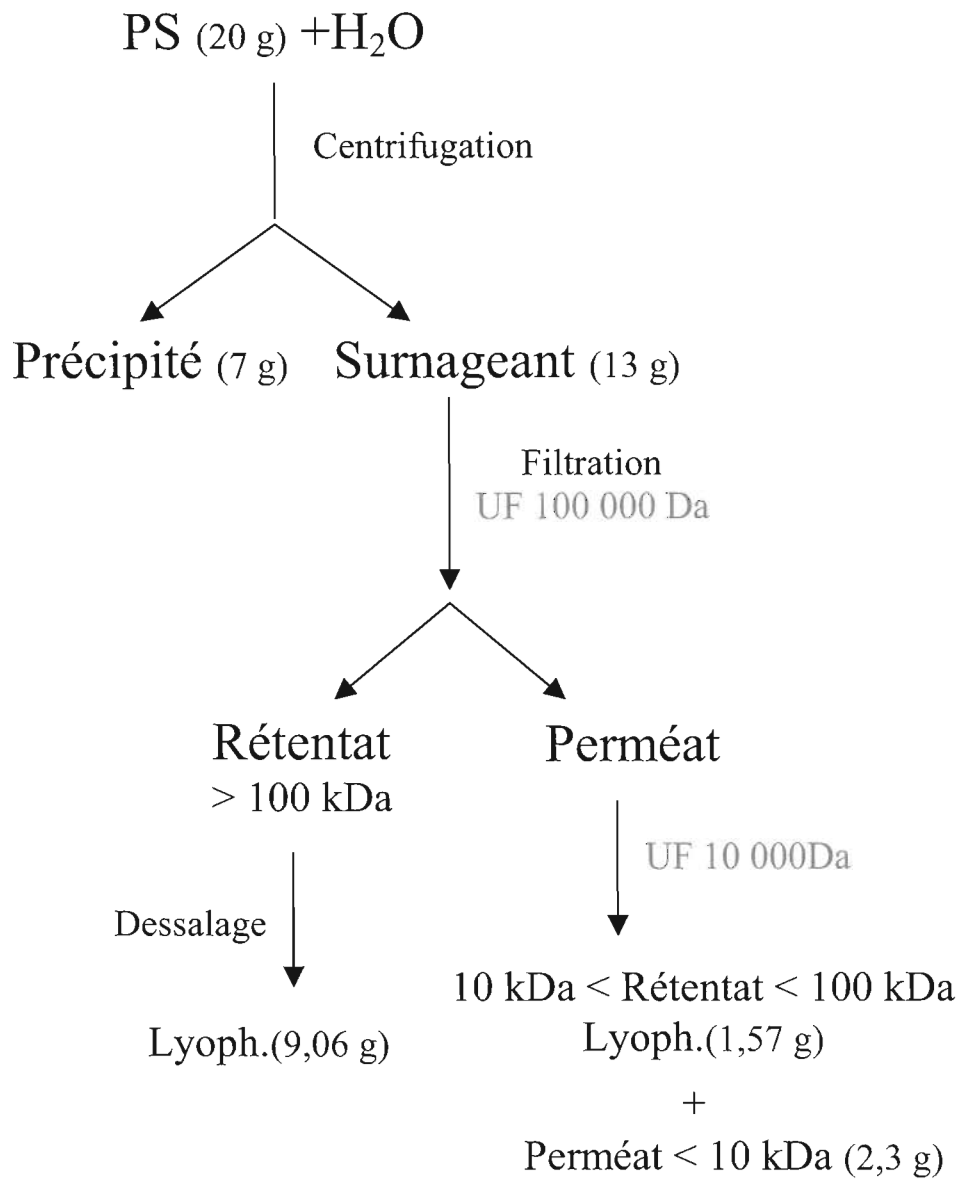 PS (20 g) +H₂O
Centrifugation
Précipité (7 g)
Surnageant (13 g)
Filtration
UF 100 000 Da
Rétentat
> 100 kDa
Perméat
UF 10 000Da
Dessalage
10 kDa < Rétentat < 100 kDa
Lyoph.(9,06 g)
Lyoph.(1,57 g)
+
Perméat < 10 kDa (2,3 g)